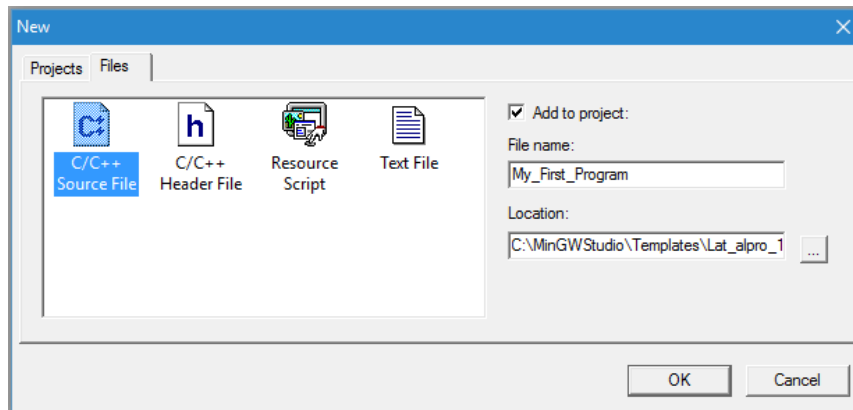 New
Projects Files
C/C++
Source File
C/C++
Header File
Resource
Script
Text File
Add to project:
File name:
My_First_Program
Location:
C:\MinGWStudio\Templates\Lat_alpro_1
...
OK Cancel